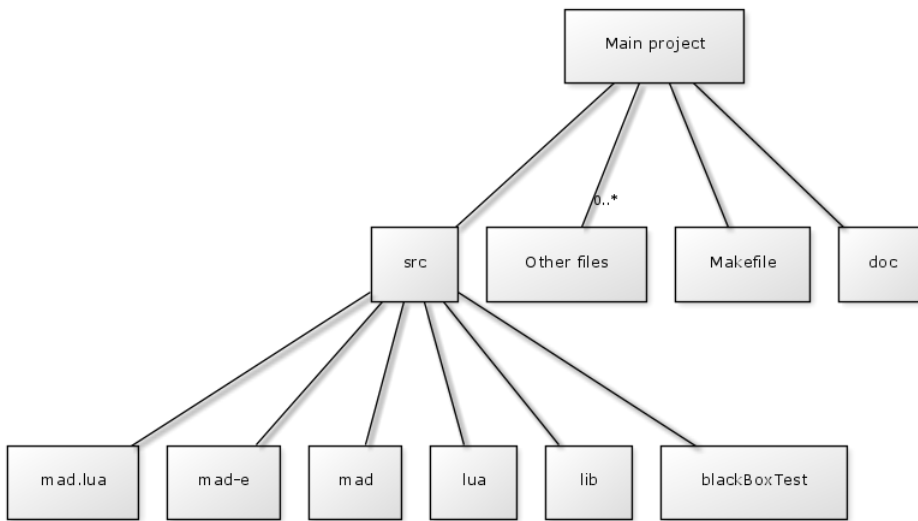 Main project
0..*
src
Other files
Makefile
doc
mad.lua
mad-e
mad
lua
lib
blackBoxTest